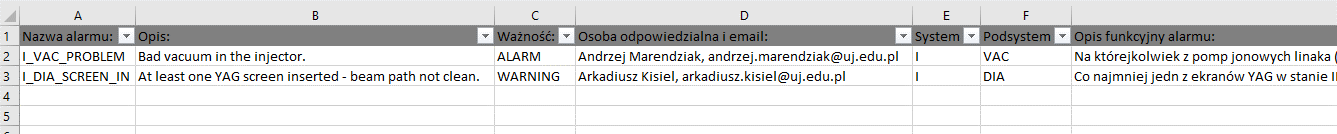 A B C D E F
1 Nazwa alarmu: Opis: Ważność: Osoba odpowiedzialna i email: System Podsystem Opis funkcyjny alarmu:
2 I_VAC_PROBLEM Bad vacuum in the injector. ALARM Andrzej Marendziak, andrzej.marendziak@uj.edu.pl I VAC Na którejkolwiek z pomp jonowych linaka (
3 I_DIA_SCREEN_IN At least one YAG screen inserted - beam path not clean. WARNING Arkadiusz Kisiel, arkadiusz.kisiel@uj.edu.pl I DIA Co najmniej jedn z ekranów YAG w stanie
4
5